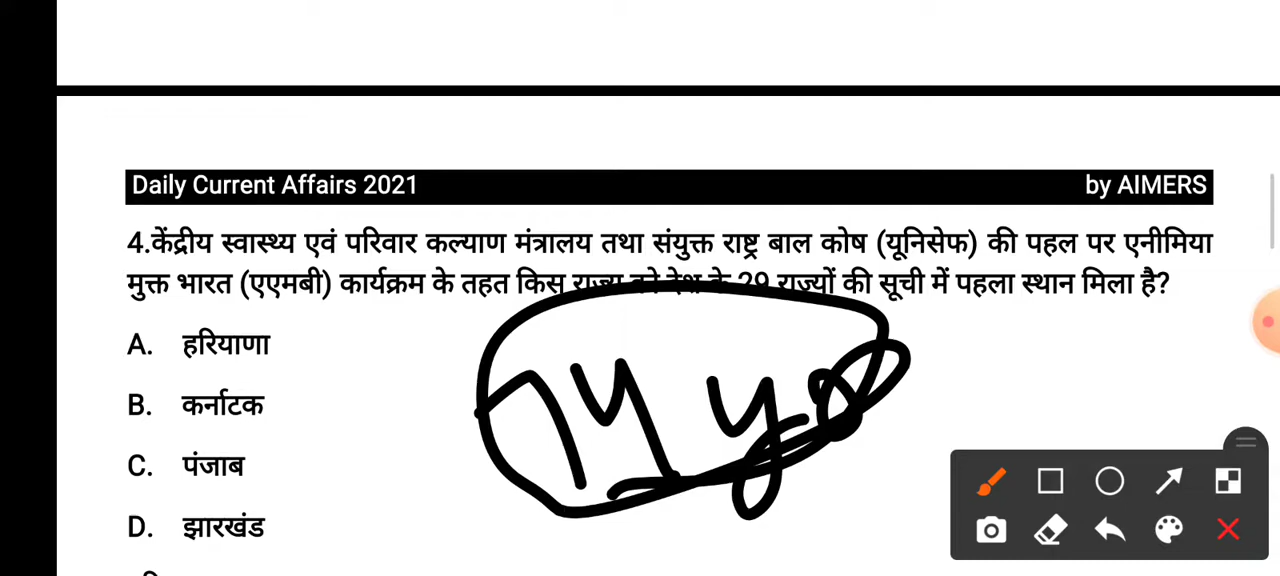 Daily Current Affairs 2021 by AIMERS
4.केंद्रीय स्वास्थ्य एवं परिवार कल्याण मंत्रालय तथा संयुक्त राष्ट्र बाल कोष (यूनिसेफ) की पहल पर एनीमिया
मुक्त भारत (एएमबी) कार्यक्रम के तहत किस राज्य को देश के 29 राज्यों की सूची में पहला स्थान मिला है?
A. हरियाणा
B. कर्नाटक
C. पंजाब
D. झारखंड